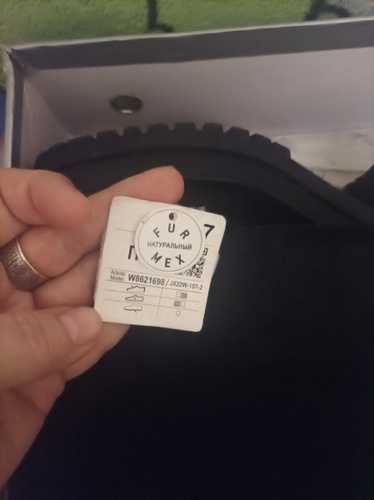 7
FUR
НАТУРАЛЬНЫЙ
МЕХ
Article/
Model: W8621698 / JX22W-157-2